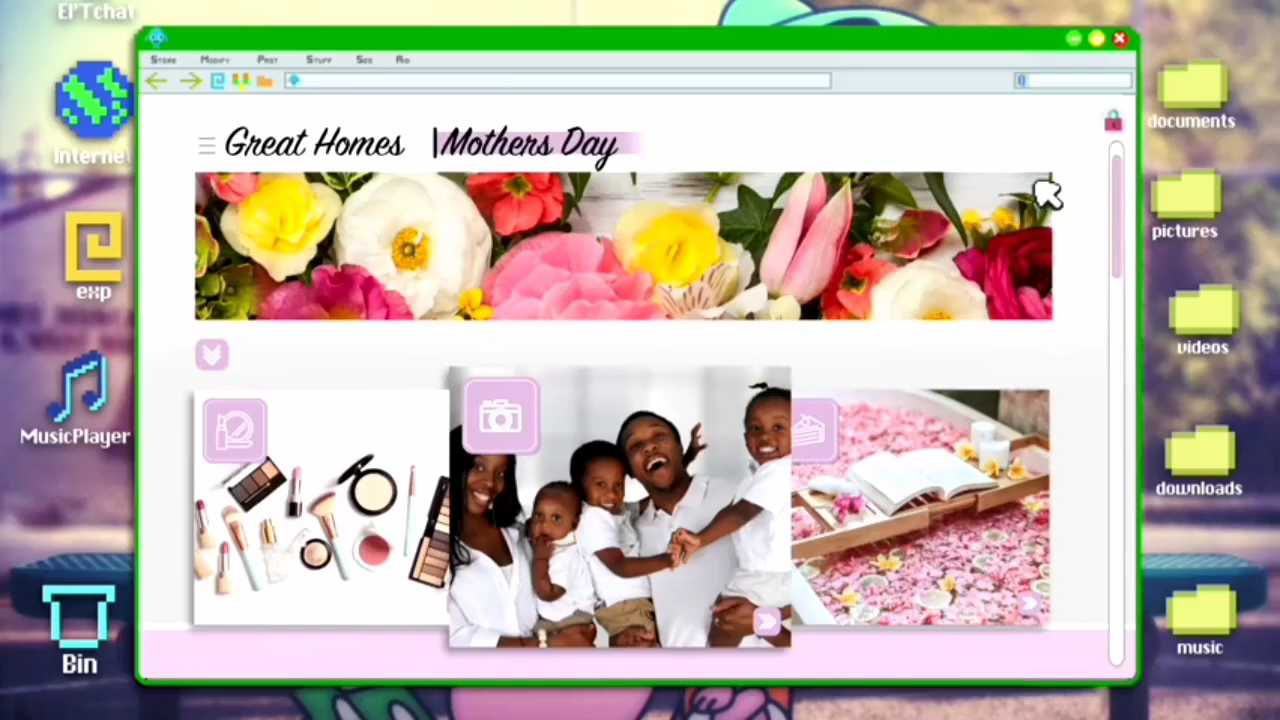 El'Tchat
Store Modify Post Stuff See Rio
Internet
documents
Great Homes | Mothers Day
pictures
exp
videos
MusicPlayer
downloads
Bin
music